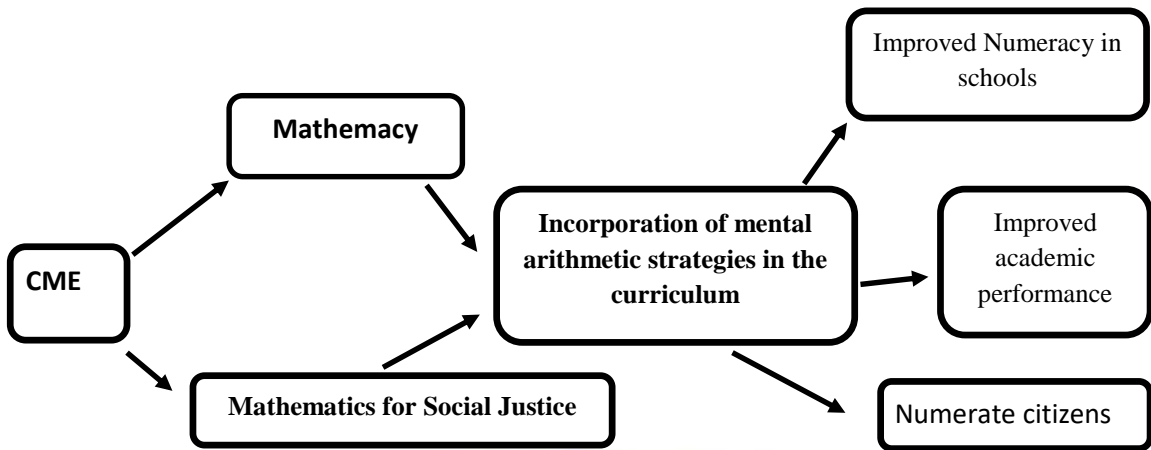 CME
Mathemacy
Mathematics for Social Justice
Incorporation of mental
arithmetic strategies in the
curriculum
Improved Numeracy in
schools
Improved
academic
performance
Numerate citizens